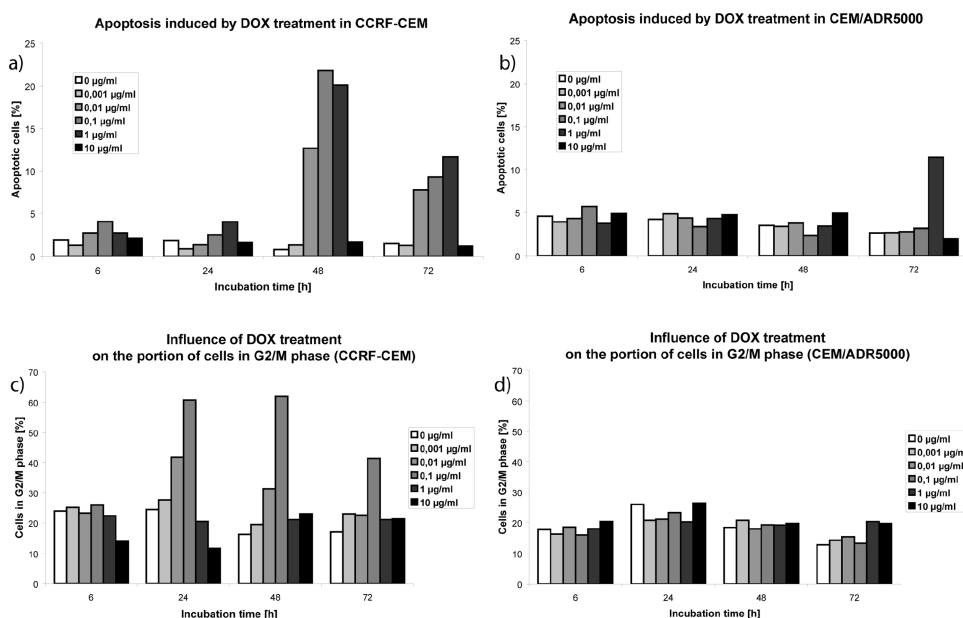 Apoptosis induced by DOX treatment in CCRF-CEM
a)
Apoptotic cells [%]
25
20
15
10
5
0
0 µg/ml
0,001 µg/ml
0,01 µg/ml
0,1 µg/ml
1 µg/ml
10 µg/ml
6 24 48 72
Incubation time [h]
Apoptosis induced by DOX treatment in CEM/ADR5000
b)
Apoptotic cells [%]
25
20
15
10
5
0
0 µg/ml
0,001 µg/ml
0,01 µg/ml
0,1 µg/ml
1 µg/ml
10 µg/ml
6 24 48 72
Incubation time [h]
Influence of DOX treatment
on the portion of cells in G2/M phase (CCRF-CEM)
c)
Cells in G2/M phase [%]
70
60
50
40
30
20
10
0
0 µg/ml
0,001 µg/ml
0,01 µg/ml
0,1 µg/ml
1 µg/ml
10 µg/ml
6 24 48 72
Incubation time [h]
Influence of DOX treatment
on the portion of cells in G2/M phase (CEM/ADR5000)
d)
Cells in G2/M phase [%]
70
60
50
40
30
20
10
0
0 µg/ml
0,001 µg/m
0,01 µg/ml
0,1 µg/ml
1 µg/ml
10 µg/ml
6 24 48 72
Incubation time [h]